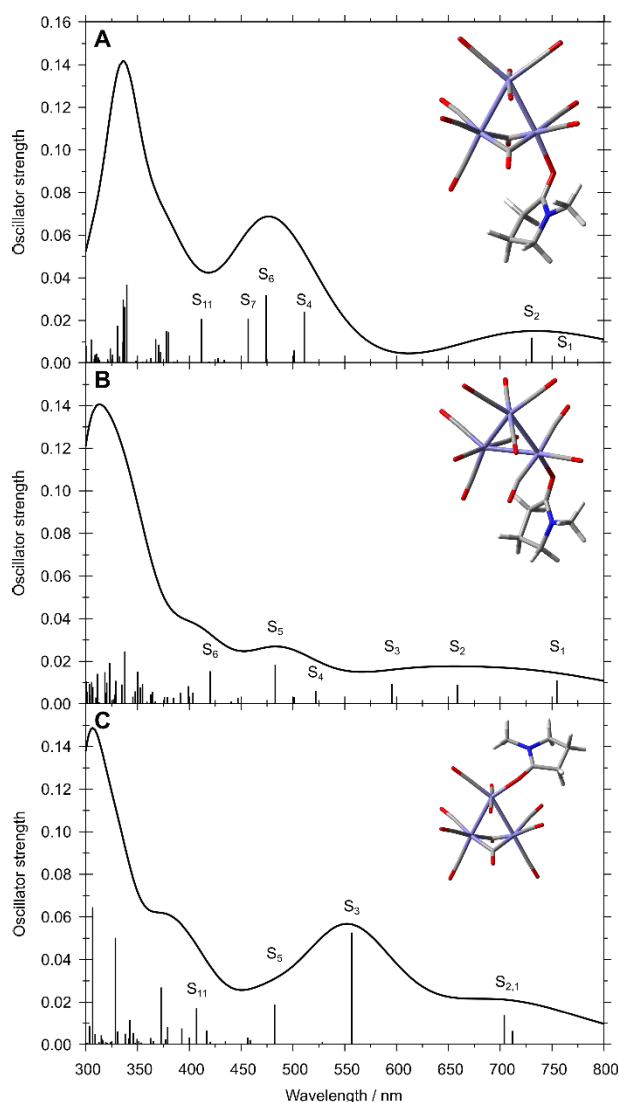 A
0.16
0.14
0.12
0.10
0.08
0.06
0.04
0.02
0.00
Oscillator strength
S11
S7
S6
S4
S2
S1
B
0.14
0.12
0.10
0.08
0.06
0.04
0.02
0.00
Oscillator strength
S6
S5
S4
S3
S2
S1
C
0.14
0.12
0.10
0.08
0.06
0.04
0.02
0.00
Oscillator strength
S11
S5
S3
S2,1
300 350 400 450 500 550 600 650 700 750 800
Wavelength / nm